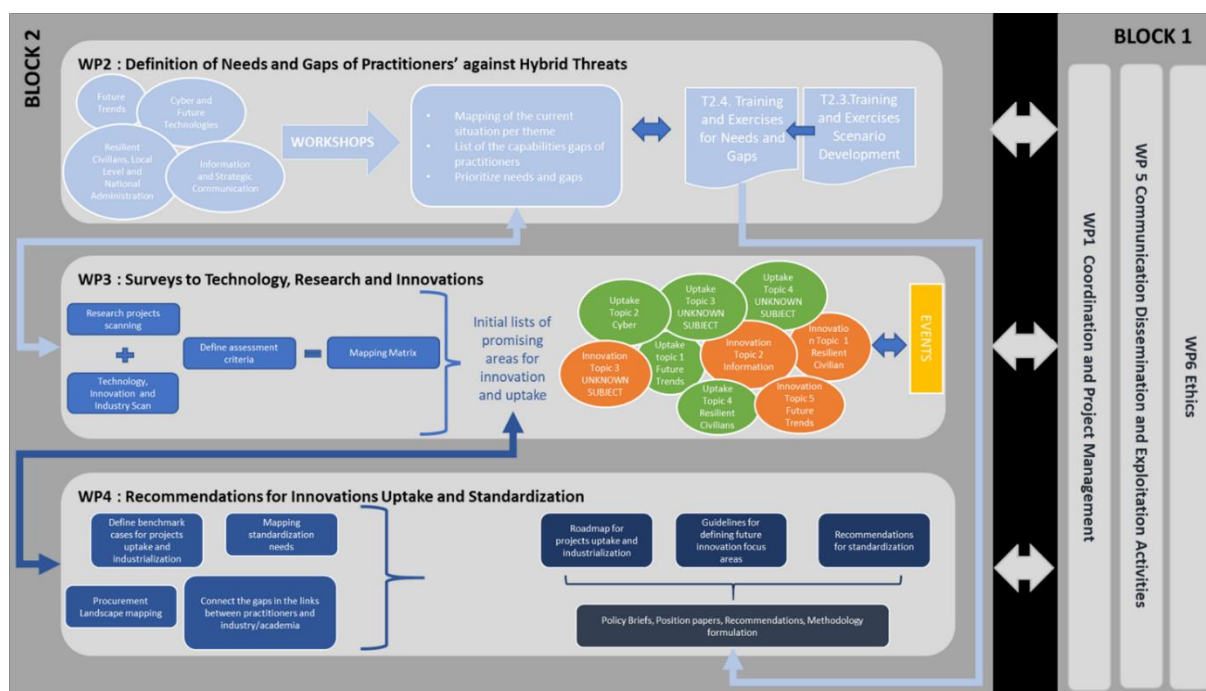 BLOCK 2
WP2 : Definition of Needs and Gaps of Practitioners' against Hybrid Threats
Future
Trends
Cyber and
Future
Technologies
Resilient
Civilians, Local
Level and
National
Administration
Information
and Strategic
Communication
WORKSHOPS
• Mapping of the current
situation per theme
• List of the capabilities gaps of
practitioners
• Prioritize needs and gaps
T2.4. Training
and Exercises
for Needs and
Gaps
T2.3.Training
and Exercises
Scenario
Development
WP3 : Surveys to Technology, Research and Innovations
Research projects
scanning
Technology,
Innovation and
Industry Scan
Define assessment
criteria
Mapping Matrix
Initial lists of
promising
areas for
innovation
and uptake
Uptake
Topic 2
Cyber
Uptake
Topic 3
UNKNOWN
SUBJECT
Uptake
Topic 4
UNKNOWN
SUBJECT
Innovation
Topic 3
UNKNOWN
SUBJECT
Uptake
topic 1
Future
Trends
Innovation
Topic 2
Information
Innovatio
n Topic 1
Resilient
Civilian
Uptake
Topic 4
Resilient
Civilians
Innovation
Topic 5
Future
Trends
EVENTS
WP4 : Recommendations for Innovations Uptake and Standardization
Define benchmark
cases for projects
uptake and
industrialization
Mapping
standardization
needs
Procurement
Landscape mapping
Connect the gaps in the links
between practitioners and
industry/academia
Roadmap for
projects uptake and
industrialization
Guidelines for
defining future
innovation focus
areas
Recommendations
for standardization
Policy Briefs, Position papers, Recommendations, Methodology
formulation
BLOCK 1
WP1 Coordination and Project Management
WP 5 Communication Dissemination and Exploitation Activities
WP6 Ethics